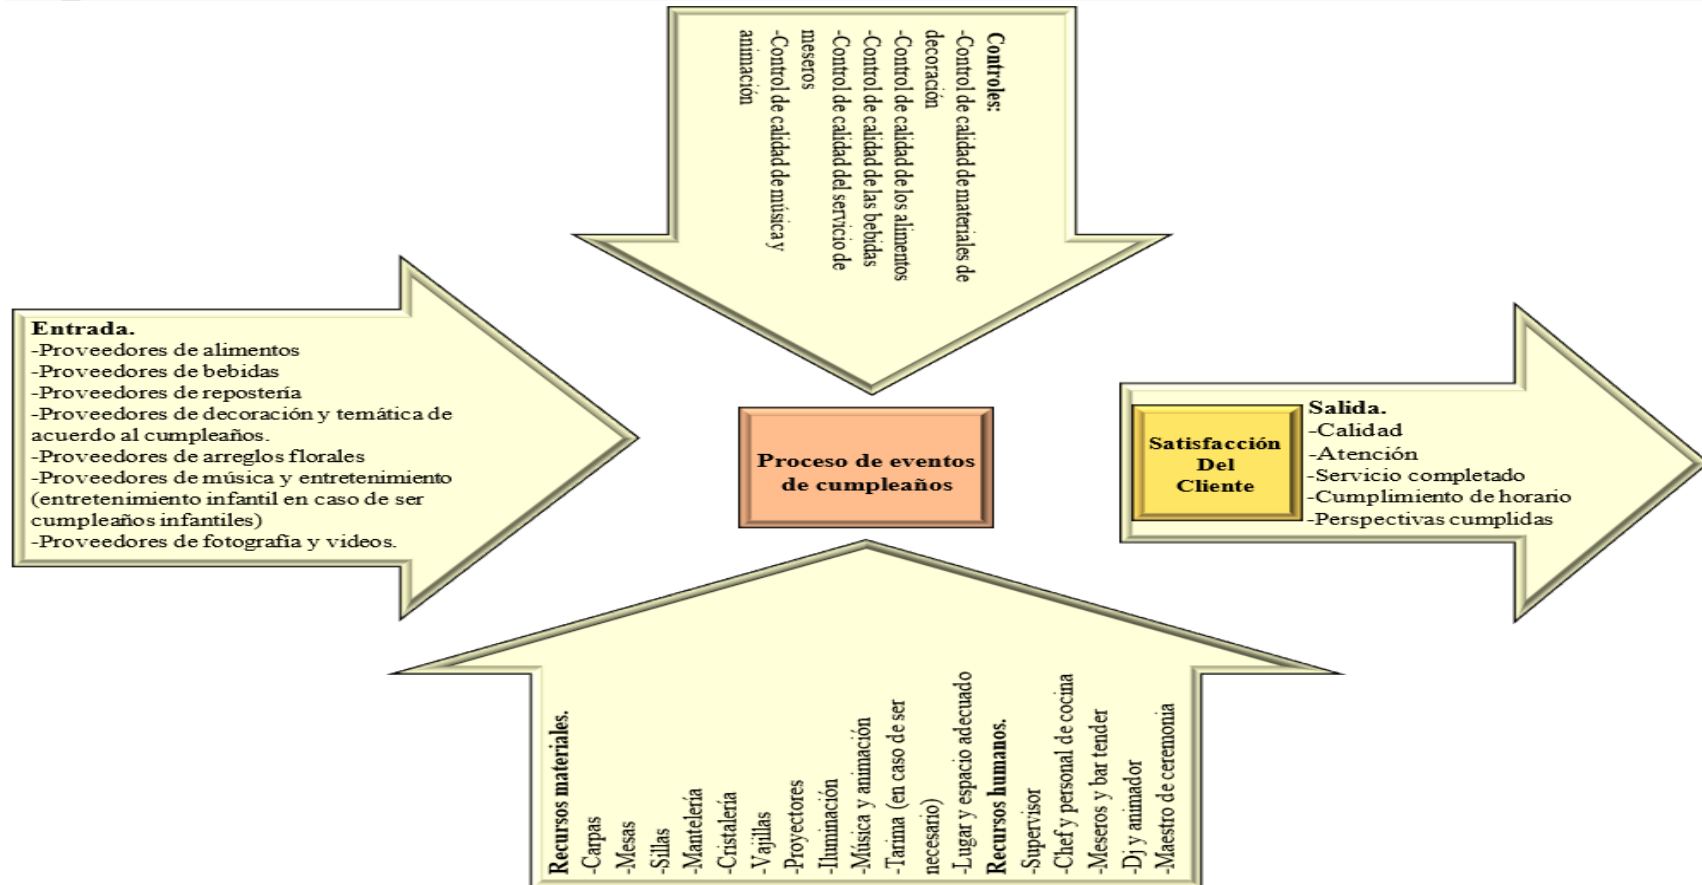 Controles:
-Control de calidad de materiales de
decoración
-Control de calidad de los alimentos
-Control de calidad de las bebidas
-Control de calidad del servicio de
meseros
-Control de calidad de música y
animación
Entrada.
-Proveedores de alimentos
-Proveedores de bebidas
-Proveedores de repostería
-Proveedores de decoración y temática de
acuerdo al cumpleaños.
-Proveedores de arreglos florales
-Proveedores de música y entretenimiento
(entretenimiento infantil en caso de ser
cumpleaños infantiles)
-Proveedores de fotografía y videos.
Proceso de eventos
de cumpleaños
Satisfacción
Del
Cliente
Salida.
-Calidad
-Atención
-Servicio completado
-Cumplimiento de horario
-Perspectivas cumplidas
Recursos materiales.
-Carpas
-Mesas
-Sillas
-Mantelería
-Cristalería
-Vajillas
-Proyectores
-Iluminación
-Música y animación
-Tarima (en caso de ser
necesario)
-Lugar y espacio adecuado
Recursos humanos.
-Supervisor
-Chef y personal de cocina
-Meseros y bar tender
-Dj y animador
-Maestro de ceremonia